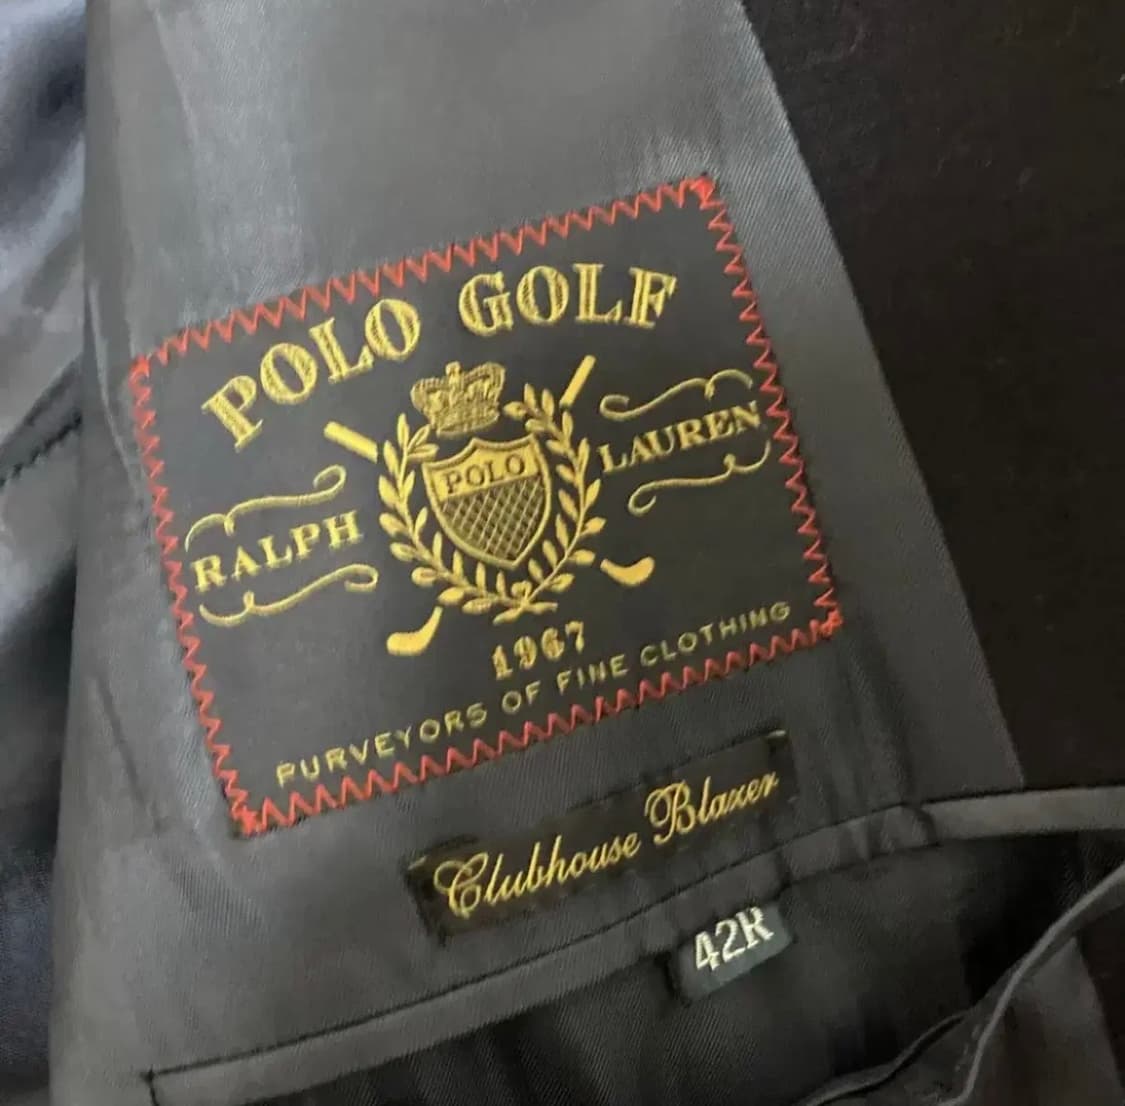 POLO GOLF
POLO
RALPH LAUREN
1967
PURVEYORS OF FINE CLOTHING
Clubhouse Blazer
42R